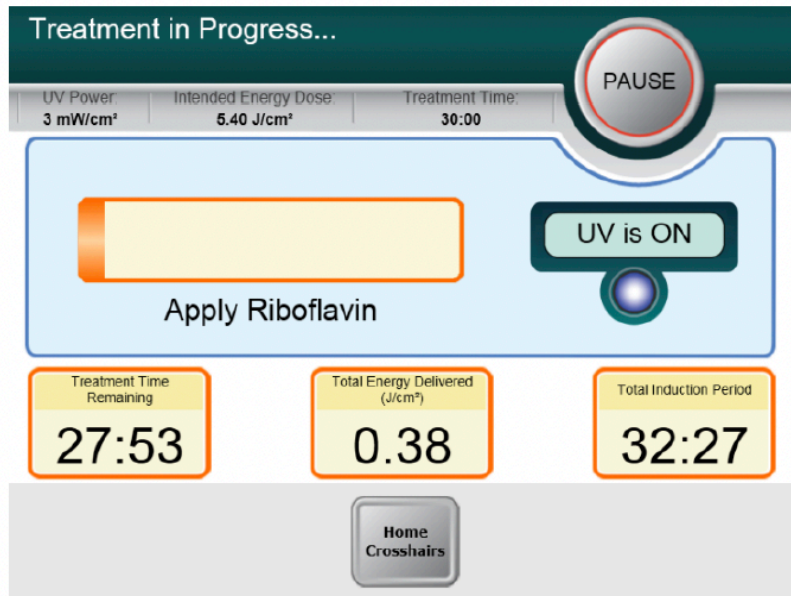 Treatment in Progress...
PAUSE
UV Power:
3 mW/cm²
Intended Energy Dose:
5.40 J/cm²
Treatment Time:
30:00
UV is ON
Apply Riboflavin
Treatment Time
Remaining
27:53
Total Energy Delivered
(J/cm²)
0.38
Total Induction Period
32:27
Home
Crosshairs